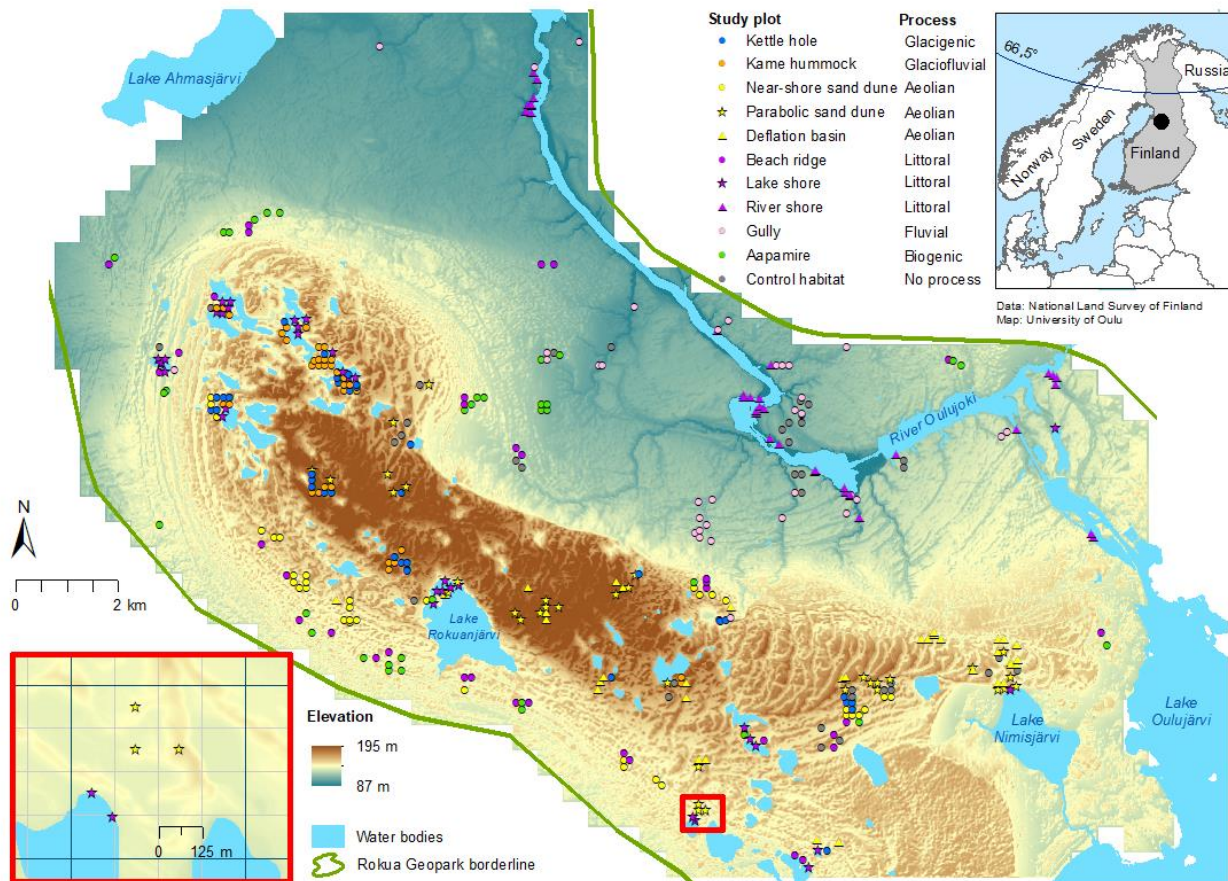 Lake Ahmasjärvi
Study plot Process
Kettle hole Glacigenic
Kame hummock Glaciofluvial
Near-shore sand dune Aeolian
Parabolic sand dune Aeolian
Deflation basin Aeolian
Beach ridge Littoral
Lake shore Littoral
River shore Littoral
Gully Fluvial
Aapamire Biogenic
Control habitat No process
66,5°
Russia
Norway
Sweden
Finland
Data: National Land Survey of Finland
Map: University of Oulu
River Oulujoki
N
0 2 km
Lake
Rokuanjärvi
Lake
Oulujärvi
Lake
Nimisjärvi
Elevation
195 m
87 m
Water bodies
Rokua Geopark borderline
0 125 m